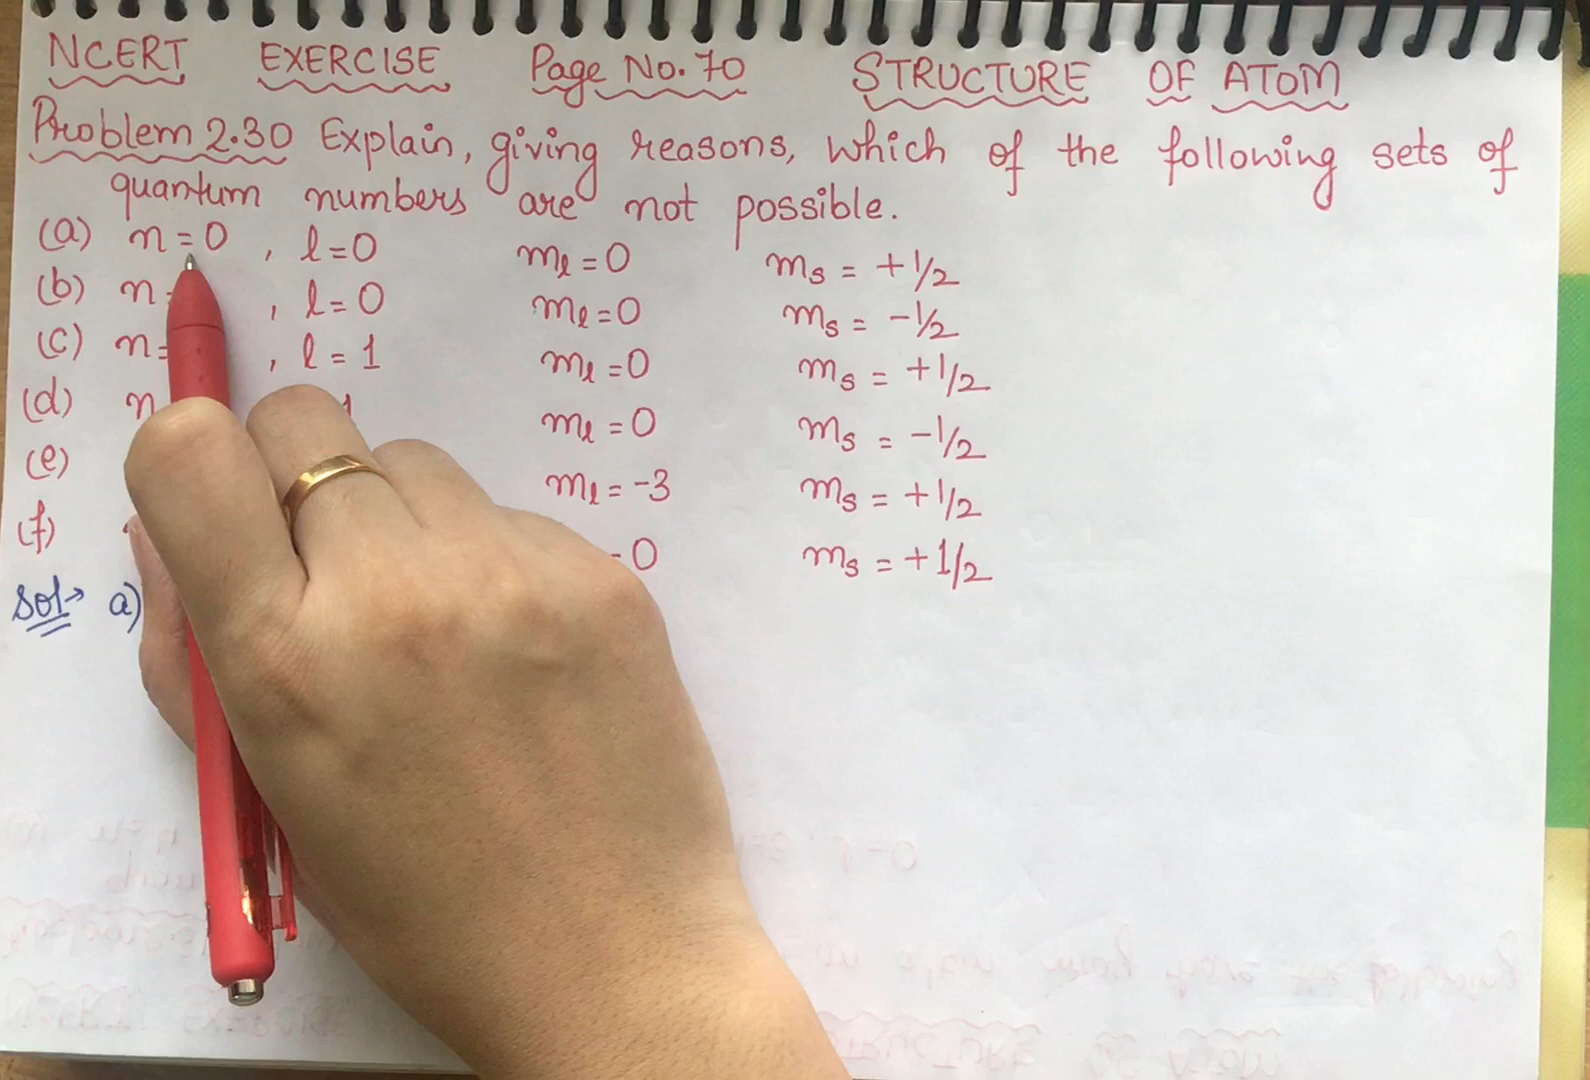 NCERT EXERCISE Page No. 70 STRUCTURE OF ATOM
Problem 2.30 Explain, giving reasons, which of the following sets of
quantum numbers are not possible.
(a) n = 0 , l = 0 ml = 0 ms = +1/2
(b) n = , l = 0 ml = 0 ms = -1/2
(c) n = , l = 1 ml = 0 ms = +1/2
(d) n 1 ml = 0 ms = -1/2
(e) ml = -3 ms = +1/2
(f) = 0 ms = +1/2
Sol→ a)